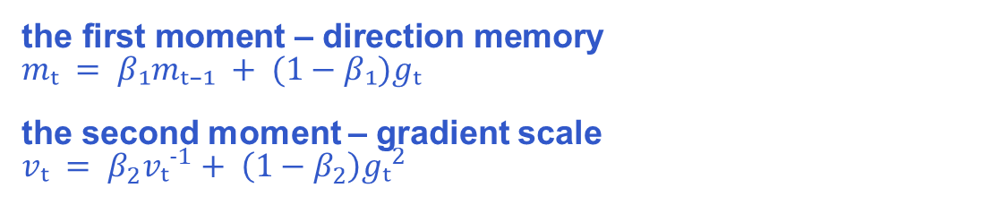 the first moment – direction memory
mₜ = β₁mₜ₋₁ + (1 − β₁)gₜ
the second moment – gradient scale
vₜ = β₂vₜ⁻¹ + (1 − β₂)gₜ²